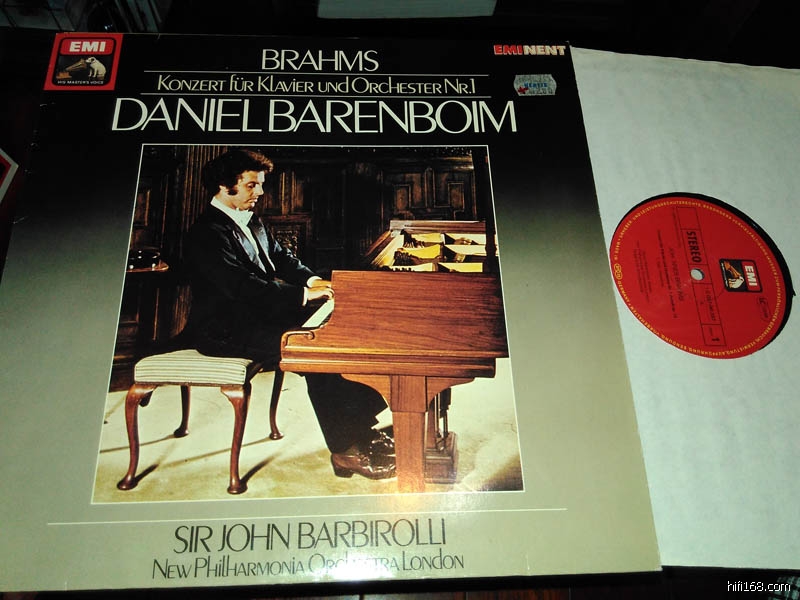 EMI
HIS MASTER'S VOICE
BRAHMS
EMINENT
KONZERT FÜR KLAVIER UND ORCHESTER NR.1
DANIEL BARENBOIM
SIR JOHN BARBIROLLI
NEW PHILHARMONIA ORCHESTRA LONDON
STEREO
EMI
1
hifi168.com